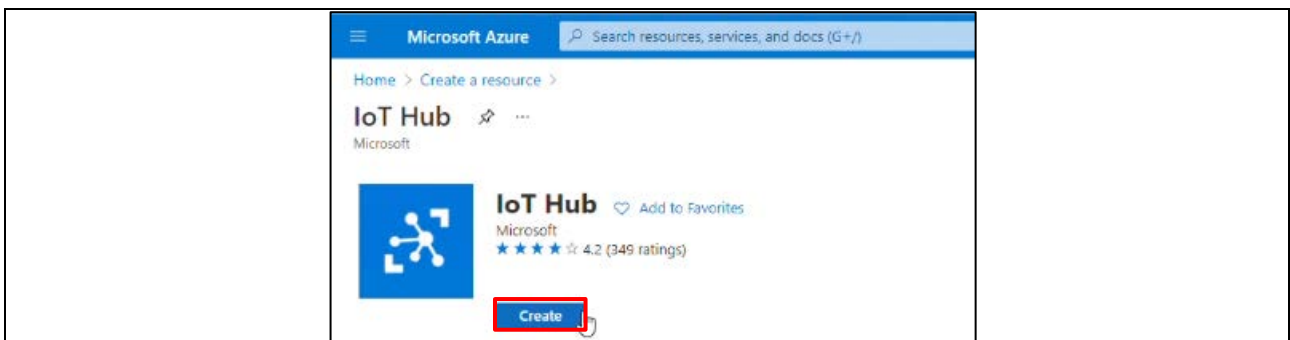 Microsoft Azure
Search resources, services, and docs (G+/)
Home > Create a resource >
IoT Hub ...
Microsoft
IoT Hub Add to Favorites
Microsoft
4.2 (349 ratings)
Create